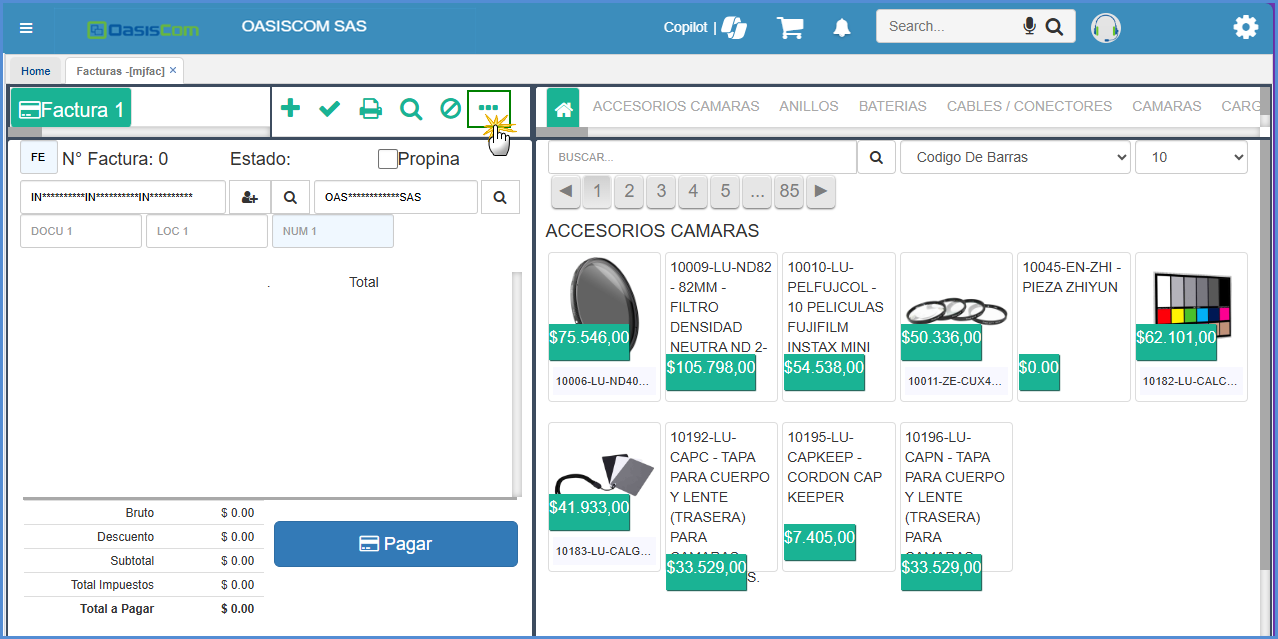 OasisCom
OASISCOM SAS
Copilot |
Search...
Home
Facturas -[mjfac] ×
Factura 1
ACCESORIOS CAMARAS
ANILLOS
BATERIAS
CABLES / CONECTORES
CAMARAS
CARG
FE
N° Factura: 0
Estado:
Propina
IN**********IN**********IN**********
OAS************SAS
DOCU 1
LOC 1
NUM 1
. Total
Bruto $ 0.00
Descuento $ 0.00
Subtotal $ 0.00
Total Impuestos $ 0.00
Total a Pagar $ 0.00
Pagar
BUSCAR...
Codigo De Barras
10
◀ 1 2 3 4 5 ... 85 ▶
ACCESORIOS CAMARAS
$75.546,00
10006-LU-ND40...
10009-LU-ND82
- 82MM -
FILTRO
DENSIDAD
NEUTRA ND 2-
$105.798,00
10010-LU-
PELFUJCOL -
10 PELICULAS
FUJIFILM
INSTAX MINI
$54.538,00
$50.336,00
10011-ZE-CUX4...
10045-EN-ZHI -
PIEZA ZHIYUN
$0.00
$62.101,00
10182-LU-CALC...
$41.933,00
10183-LU-CALG...
10192-LU-
CAPC - TAPA
PARA CUERPO
Y LENTE
(TRASERA)
PARA
CAMARAS
$33.529,00
S.
10195-LU-
CAPKEEP -
CORDON CAP
KEEPER
$7.405,00
10196-LU-
CAPN - TAPA
PARA CUERPO
Y LENTE
(TRASERA)
PARA
CAMARAS
$33.529,00